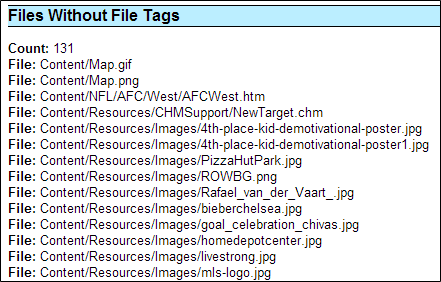 Files Without File Tags
Count: 131
File: Content/Map.gif
File: Content/Map.png
File: Content/NFL/AFC/West/AFCWest.htm
File: Content/Resources/CHMSupport/NewTarget.chm
File: Content/Resources/Images/4th-place-kid-demotivational-poster.jpg
File: Content/Resources/Images/4th-place-kid-demotivational-poster1.jpg
File: Content/Resources/Images/PizzaHutPark.jpg
File: Content/Resources/Images/ROWBG.png
File: Content/Resources/Images/Rafael_van_der_Vaart_.jpg
File: Content/Resources/Images/bieberchelsea.jpg
File: Content/Resources/Images/goal_celebration_chivas.jpg
File: Content/Resources/Images/homedepotcenter.jpg
File: Content/Resources/Images/livestrong.jpg
File: Content/Resources/Images/mls-logo.jpg